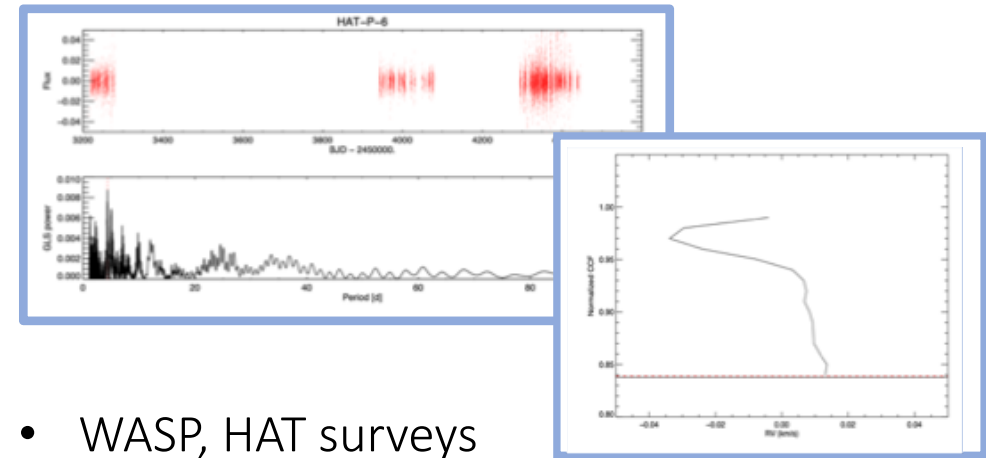 HAT-P-6
0.04
0.02
Flux
0.00
-0.02
-0.04
3200 3400 3600 3800 4000 4200
BJD - 2450000.
0.010
0.008
GLS power
0.006
0.004
0.002
0.000
0 20 40 60 80
Period [d]
1.00
0.95
Normalized CCF
0.90
0.85
0.80
-0.04 -0.02 0.00 0.02 0.04
RV [km/s]
• WASP, HAT surveys